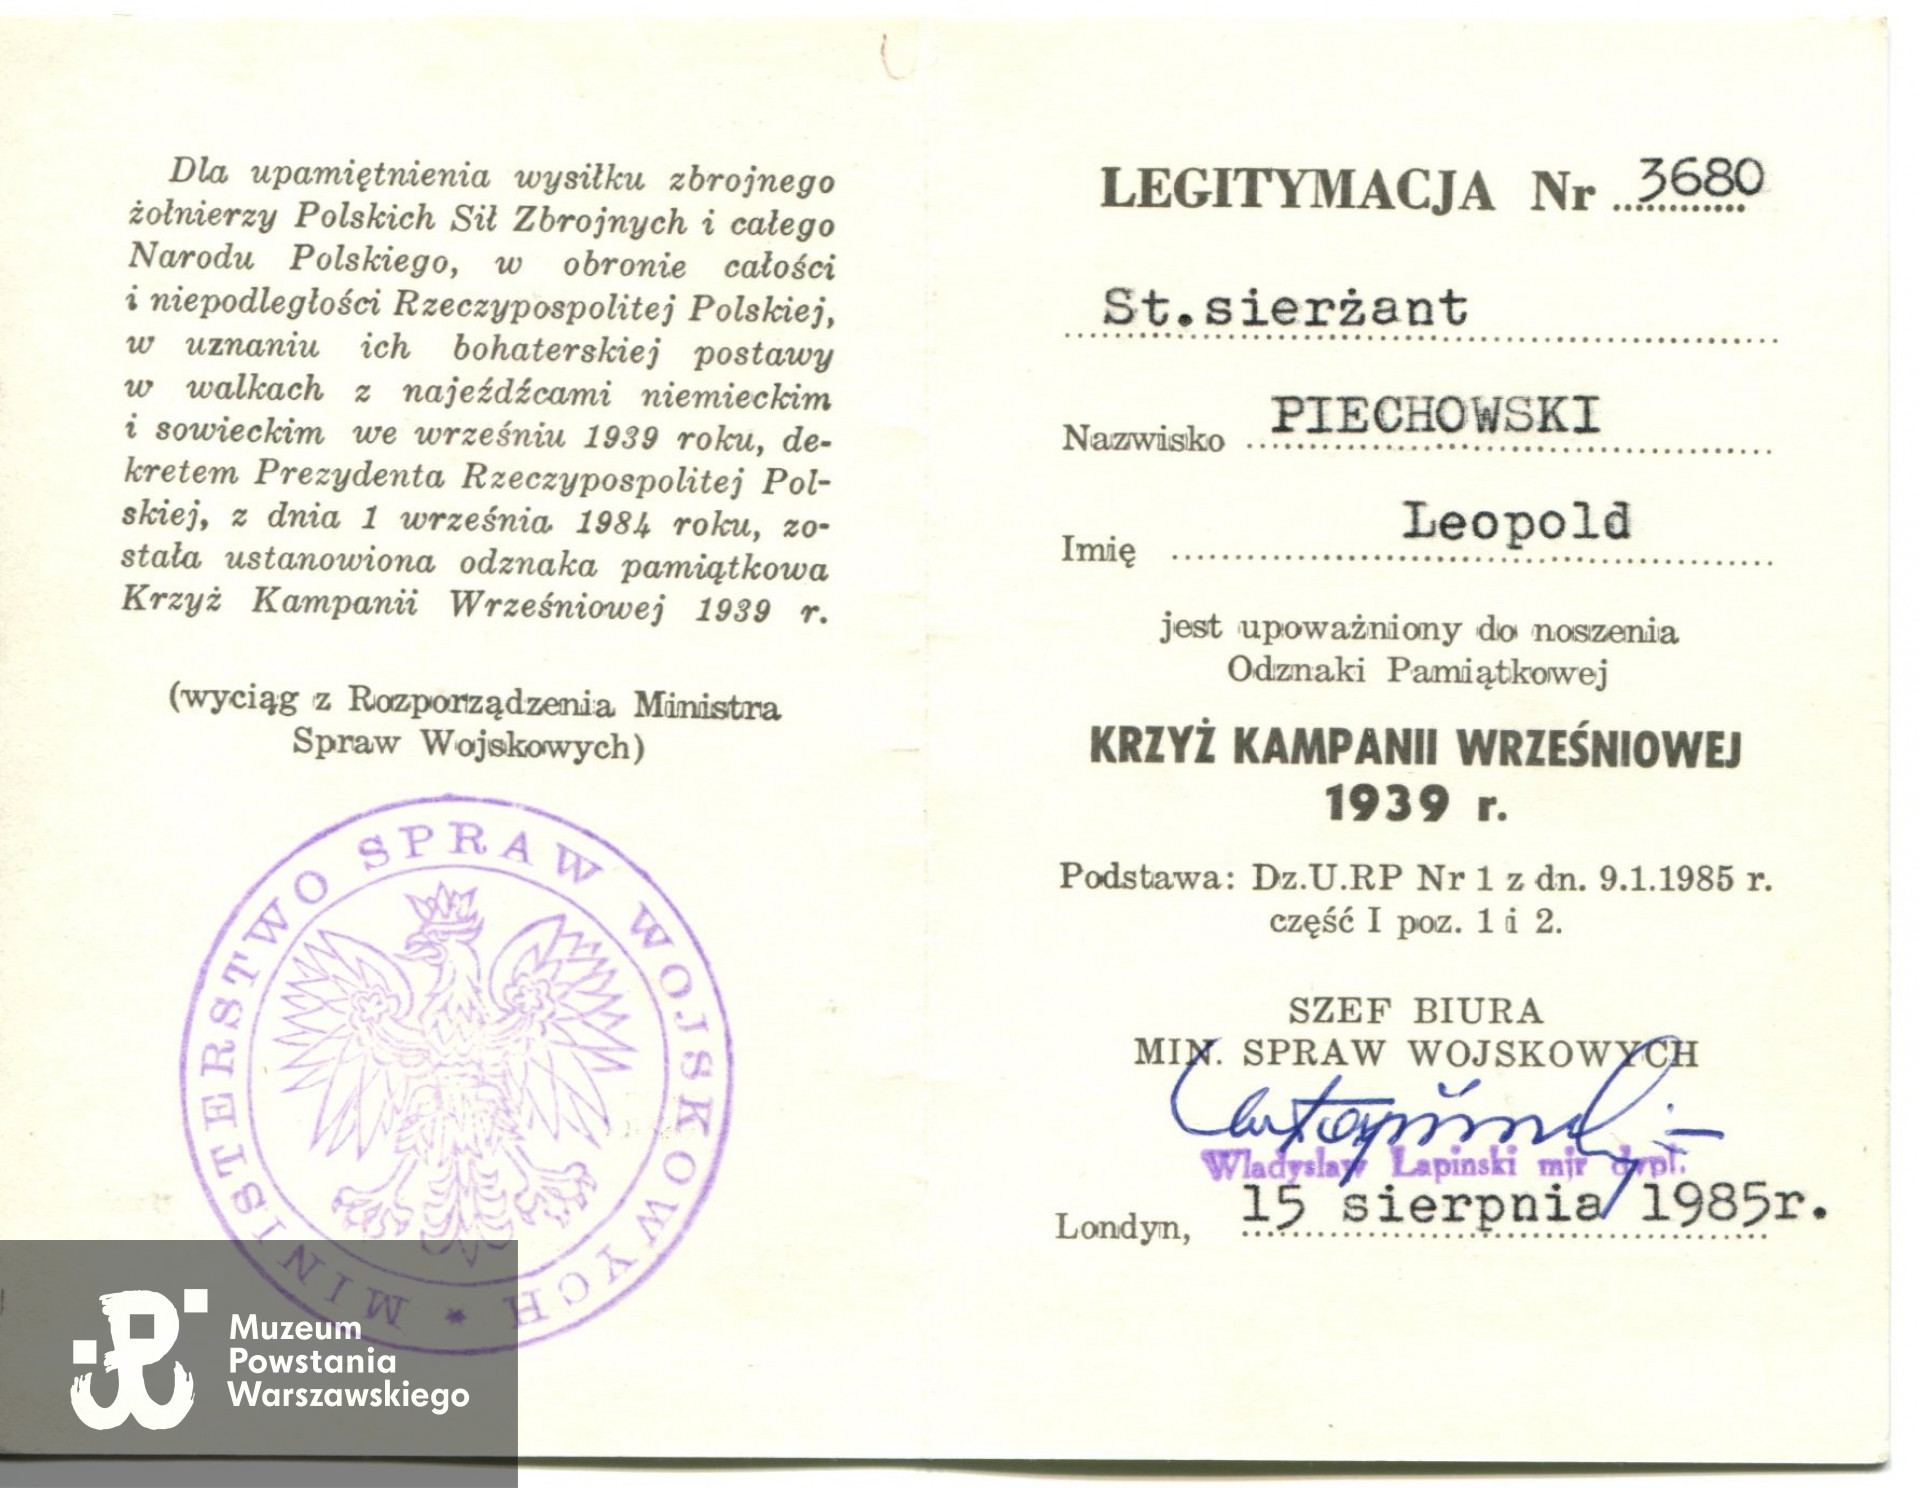 Dla upamiętnienia wysiłku zbrojnego
żołnierzy Polskich Sił Zbrojnych i całego
Narodu Polskiego, w obronie całości
i niepodległości Rzeczypospolitej Polskiej,
w uznaniu ich bohaterskiej postawy
w walkach z najeźdźcami niemieckim
i sowieckim we wrześniu 1939 roku, de-
kretem Prezydenta Rzeczypospolitej Pol-
skiej, z dnia 1 września 1984 roku, zo-
stała ustanowiona odznaka pamiątkowa
Krzyż Kampanii Wrześniowej 1939 r.
(wyciąg z Rozporządzenia Ministra
Spraw Wojskowych)
MINISTERSTWO SPRAW WOJSKOWYCH *
Muzeum
Powstania
Warszawskiego
LEGITYMACJA Nr 3680
St.sierżant
Nazwisko PIECHOWSKI
Imię Leopold
jest upoważniony do noszenia
Odznaki Pamiątkowej
KRZYŻ KAMPANII WRZEŚNIOWEJ
1939 r.
Podstawa: Dz.U.RP Nr 1 z dn. 9.1.1985 r.
część I poz. 1 i 2.
SZEF BIURA
MIN. SPRAW WOJSKOWYCH
Wladyslaw Lapinski mjr dypl.
Londyn, 15 sierpnia 1985r.